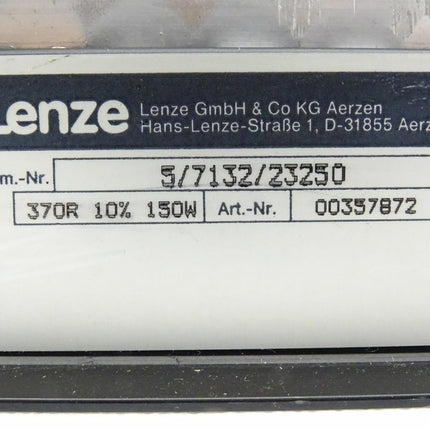 Lenze Lenze GmbH & Co KG Aerzen
Hans-Lenze-Straße 1, D-31855 Aerz
m.-Nr. 5/7132/23250
370R 10% 150W Art.-Nr. 00357872